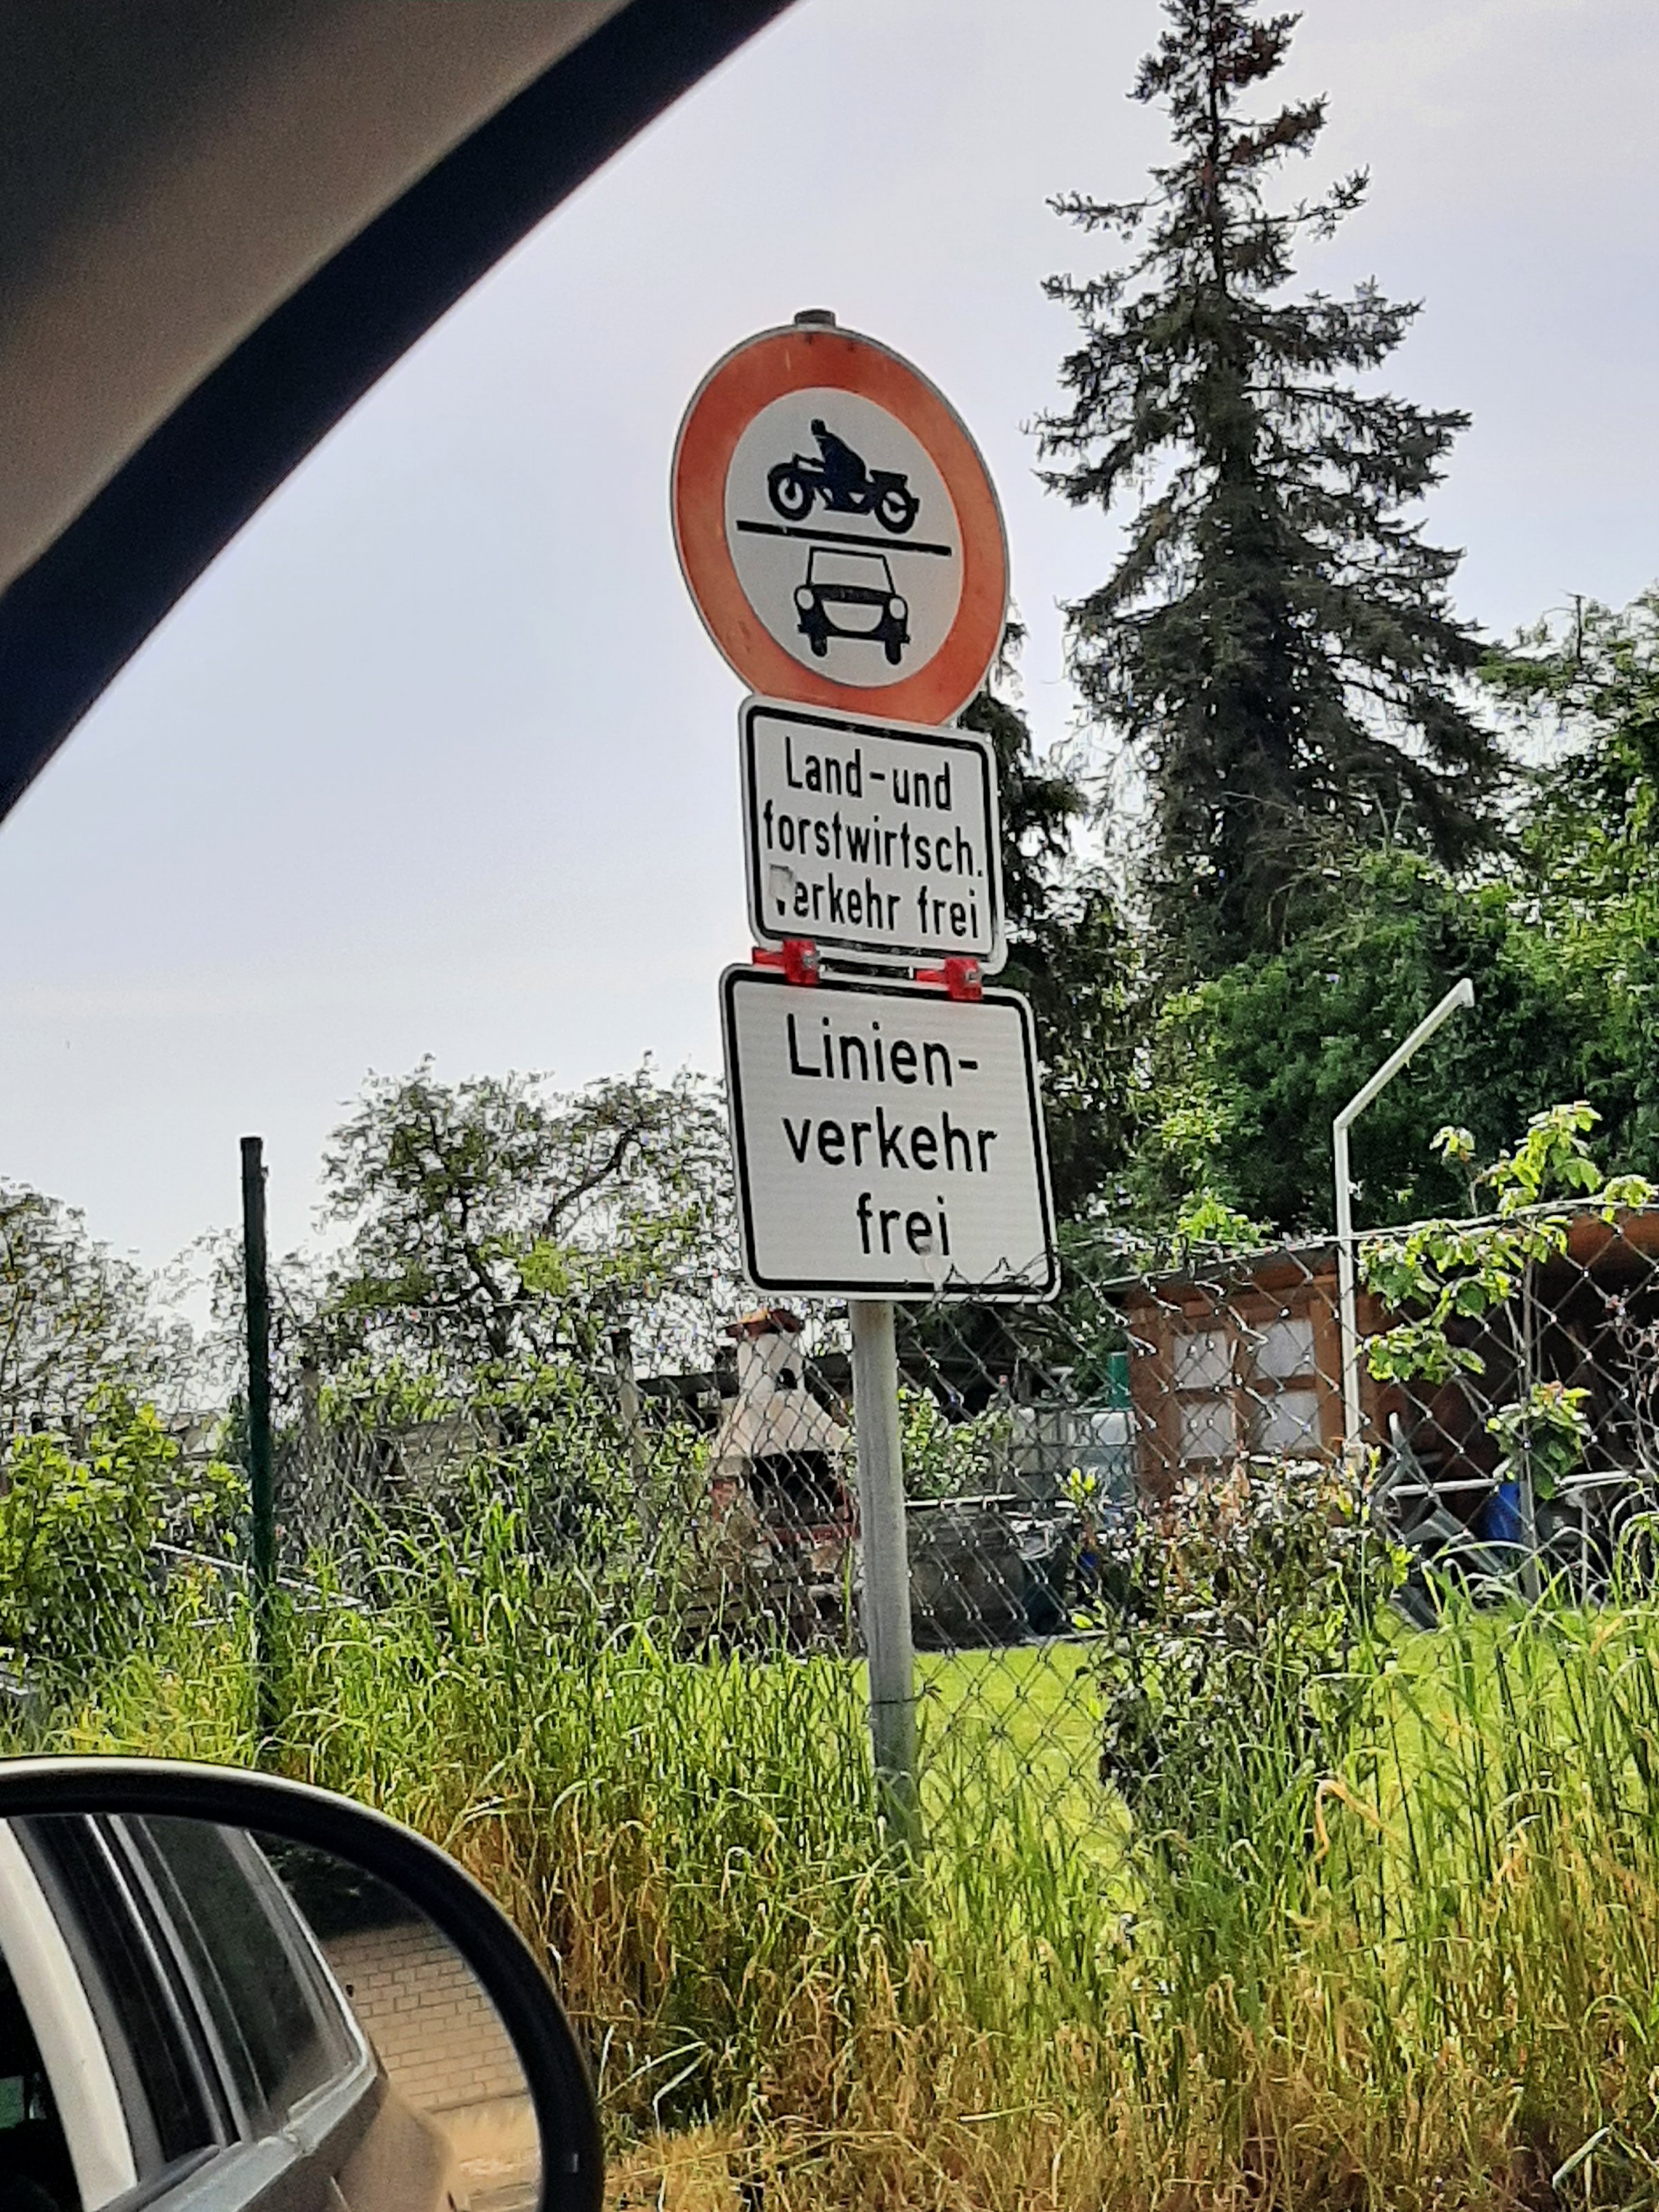 Land-und
forstwirtsch.
Verkehr frei
Linien-
verkehr
frei